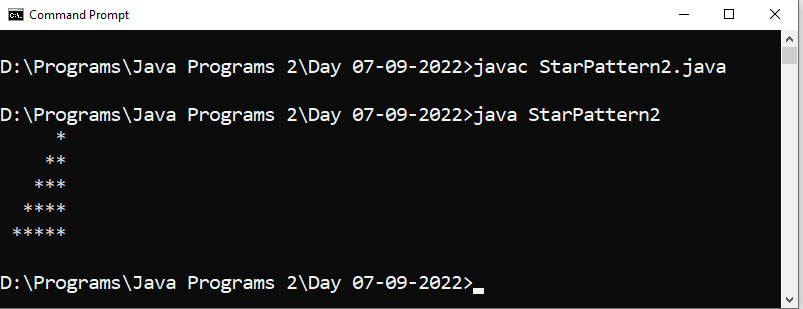 Command Prompt
D:\Programs\Java Programs 2\Day 07-09-2022>javac StarPattern2.java
D:\Programs\Java Programs 2\Day 07-09-2022>java StarPattern2
     *
    **
   ***
  ****
 *****
D:\Programs\Java Programs 2\Day 07-09-2022>